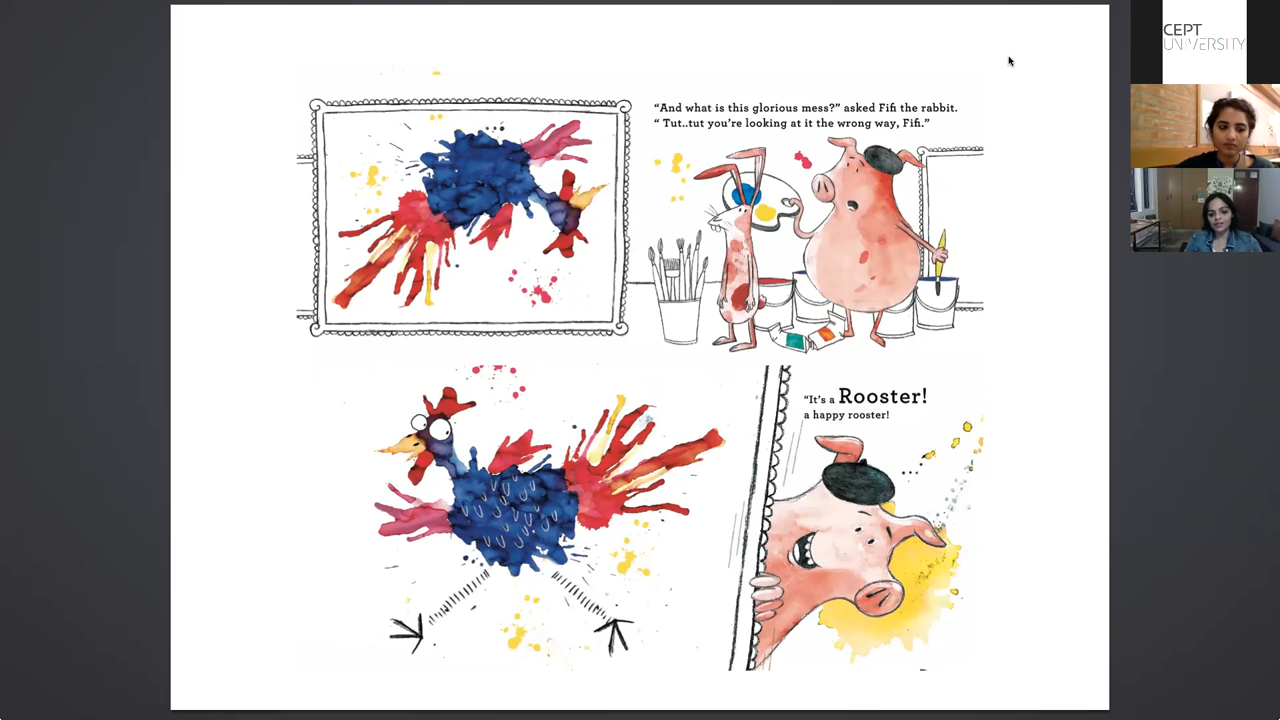 "And what is this glorious mess?" asked Fifi the rabbit.
" Tut..tut you're looking at it the wrong way, Fifi."
"It's a Rooster!
a happy rooster!
CEPT
UNIVERSITY